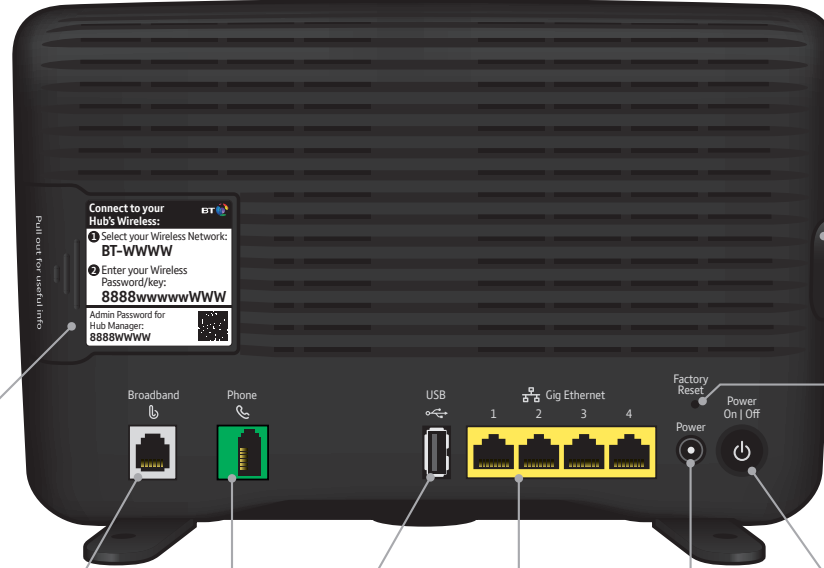 Pull out for useful info
Connect to your
Hub's Wireless:
BT
1 Select your Wireless Network:
BT-WWWW
2 Enter your Wireless
Password/key:
8888wwwwwWWW
Admin Password for
Hub Manager:
8888WWWW
Broadband
Phone
USB
Gig Ethernet
1 2 3 4
Factory
Reset
Power
Power
On | Off